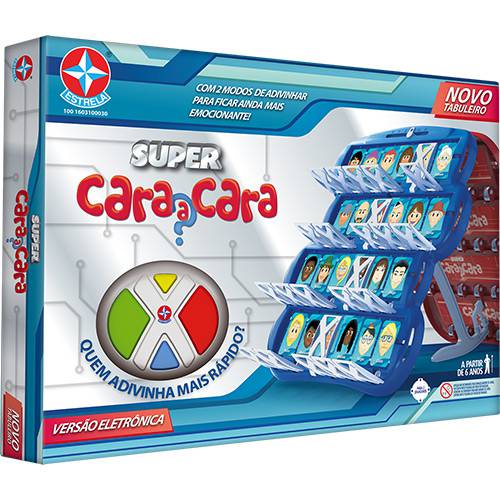 ESTRELA
100 1603100030
COM 2 MODOS DE ADIVINHAR
PARA FICAR AINDA MAIS
EMOCIONANTE!
NOVO
TABULEIRO
SUPER
Cara a Cara
?
QUEM ADIVINHA MAIS RÁPIDO?
VERSÃO ELETRÔNICA
A PARTIR
DE 6 ANOS
ESTRELA
SUPER
Cara a Cara
?
NOVO
TABULEIRO